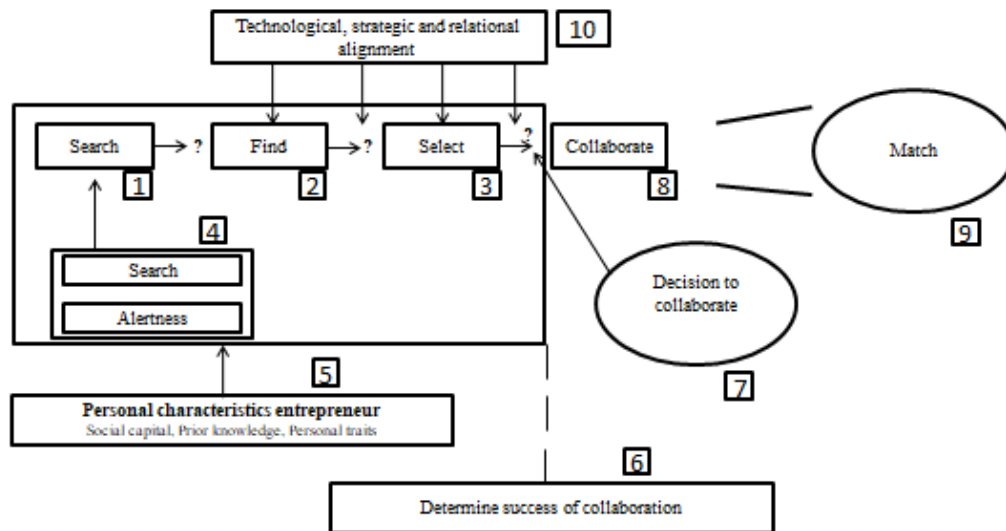 Technological, strategic and relational
alignment
10
Search
?
Find
?
Select
?
Collaborate
Match
1
2
3
8
4
9
Search
Alertness
Decision to
collaborate
5
7
Personal characteristics entrepreneur
Social capital, Prior knowledge, Personal traits
6
Determine success of collaboration